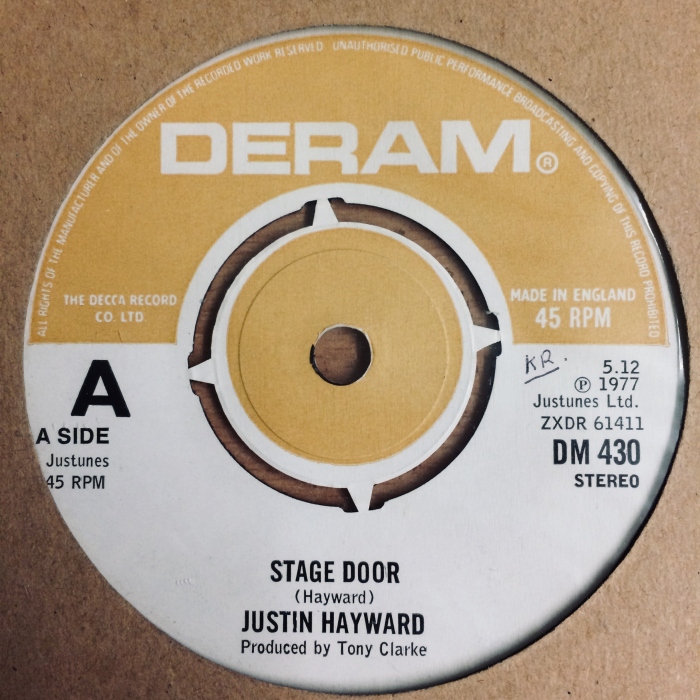 ALL RIGHTS OF THE MANUFACTURER AND OF THE OWNER OF THE RECORDED WORK RESERVED UNAUTHORISED PUBLIC PERFORMANCE BROADCASTING AND COPYING OF THIS RECORD PROHIBITED
DERAM®
THE DECCA RECORD
CO. LTD.
MADE IN ENGLAND
45 RPM
A
A SIDE
Justunes
45 RPM
KR.
5.12
℗ 1977
Justunes Ltd.
ZXDR 61411
DM 430
STEREO
STAGE DOOR
(Hayward)
JUSTIN HAYWARD
Produced by Tony Clarke